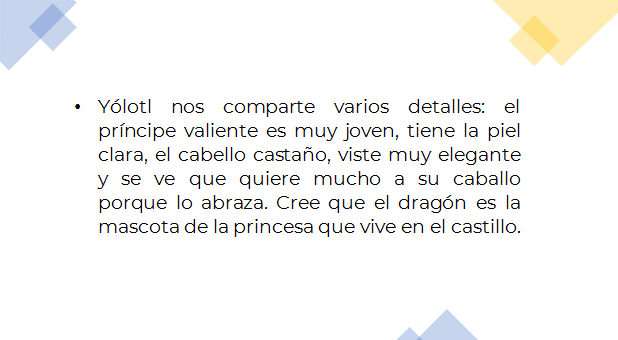 • Yólotl nos comparte varios detalles: el
príncipe valiente es muy joven, tiene la piel
clara, el cabello castaño, viste muy elegante
y se ve que quiere mucho a su caballo
porque lo abraza. Cree que el dragón es la
mascota de la princesa que vive en el castillo.